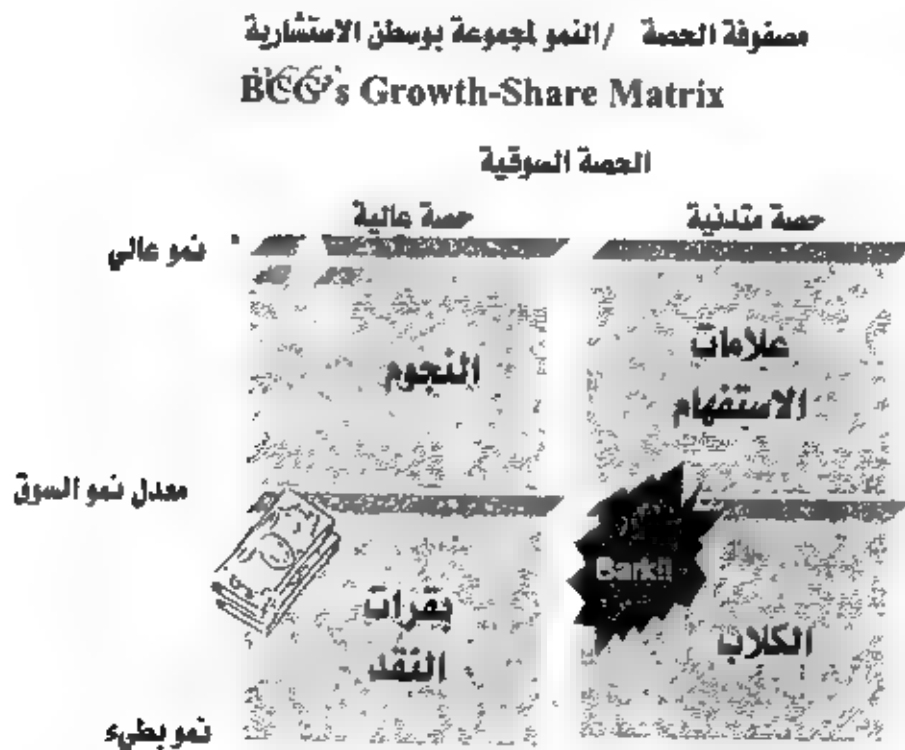 مصفوفة الحصة / النمو لمجموعة بوسطن الاستشارية
BCG's Growth-Share Matrix
الحصة السوقية
حصة عالية
حصة متدنية
نمو عالي
النجوم
علامات
الاستفهام
معدل نمو السوق
Bark!!
بقرات
النقد
الكلاب
نمو بطيء